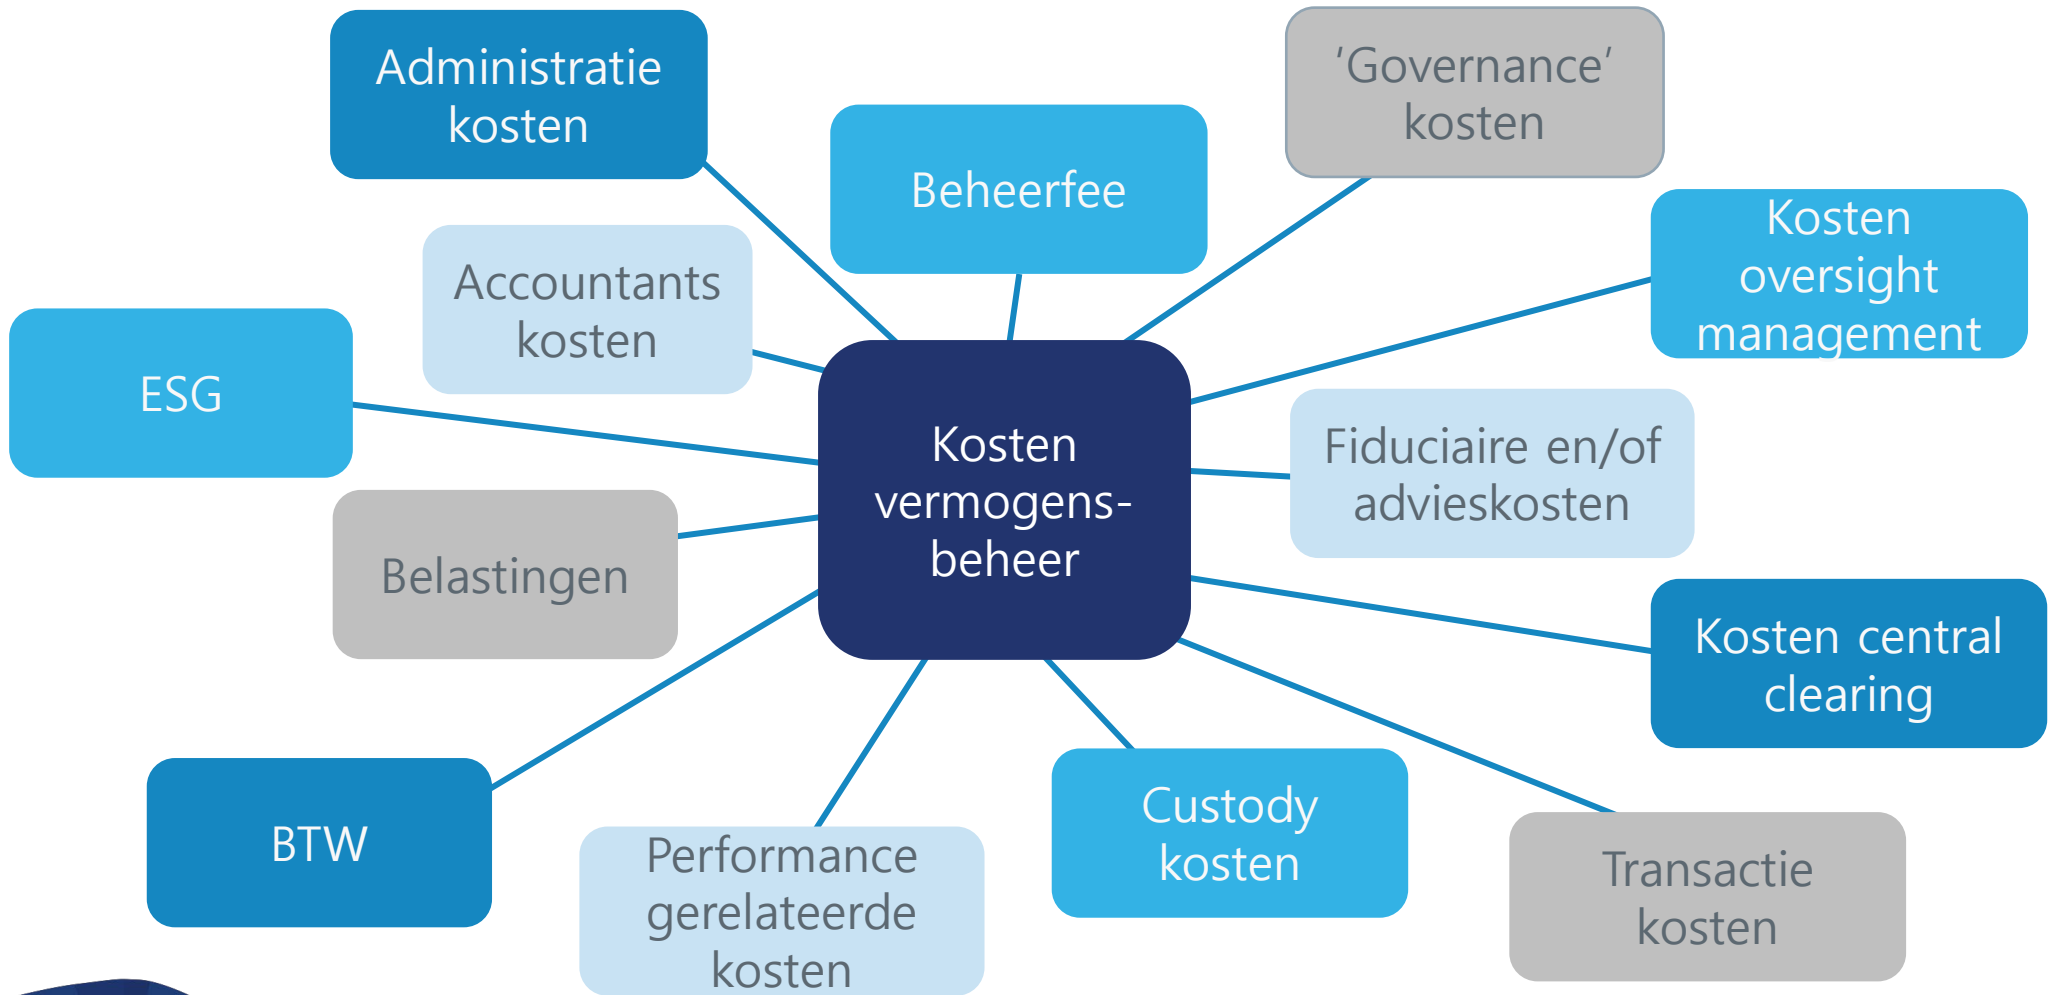 Administratie
kosten
'Governance'
kosten
Beheerfee
Kosten
oversight
management
Accountants
kosten
ESG
Kosten
vermogens-
beheer
Fiduciaire en/of
advieskosten
Belastingen
Kosten central
clearing
BTW
Performance
gerelateerde
kosten
Custody
kosten
Transactie
kosten